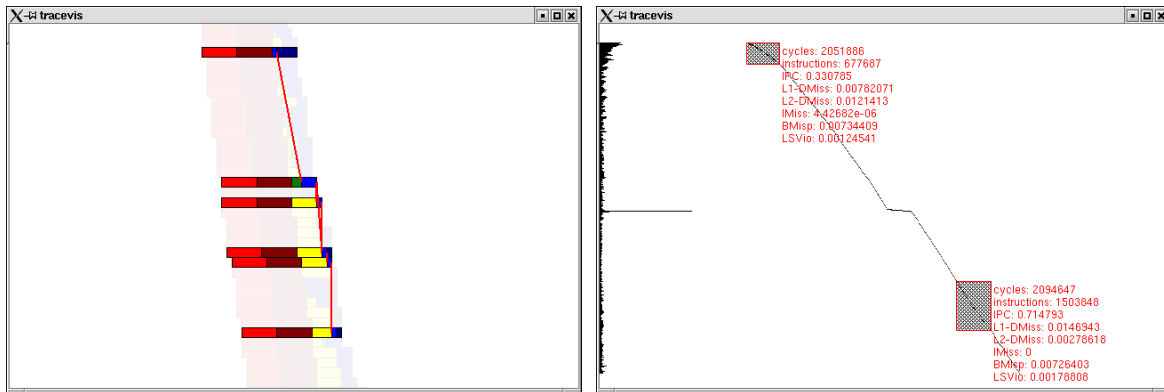 tracevis
tracevis
cycles: 2051886
instructions: 677687
IPC: 0.330785
L1-DMiss: 0.00782071
L2-DMiss: 0.0121413
IMiss: 4.42682e-06
BMisp: 0.00734409
LSVio: 0.00124541
cycles: 2094647
instructions: 1503848
IPC: 0.714793
L1-DMiss: 0.0146943
L2-DMiss: 0.00278618
IMiss: 0
BMisp: 0.00726403
LSVio: 0.00178808